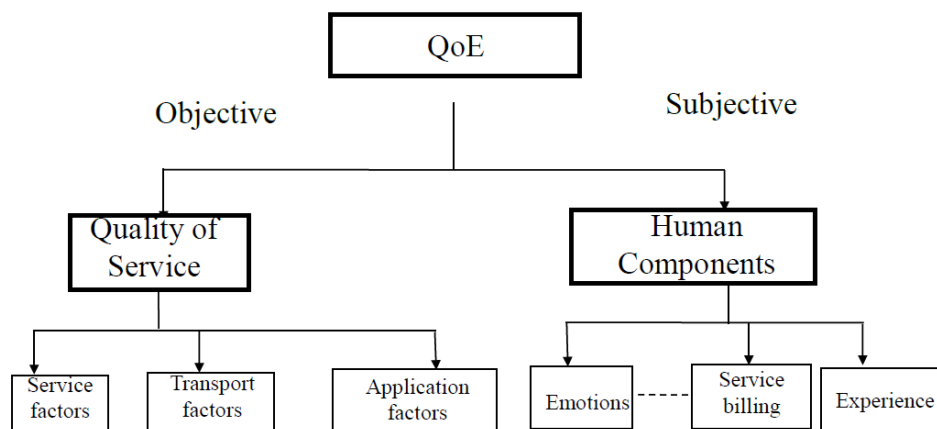 QoE
Objective
Subjective
Quality of
Service
Human
Components
Service
factors
Transport
factors
Application
factors
Emotions
Service
billing
Experience